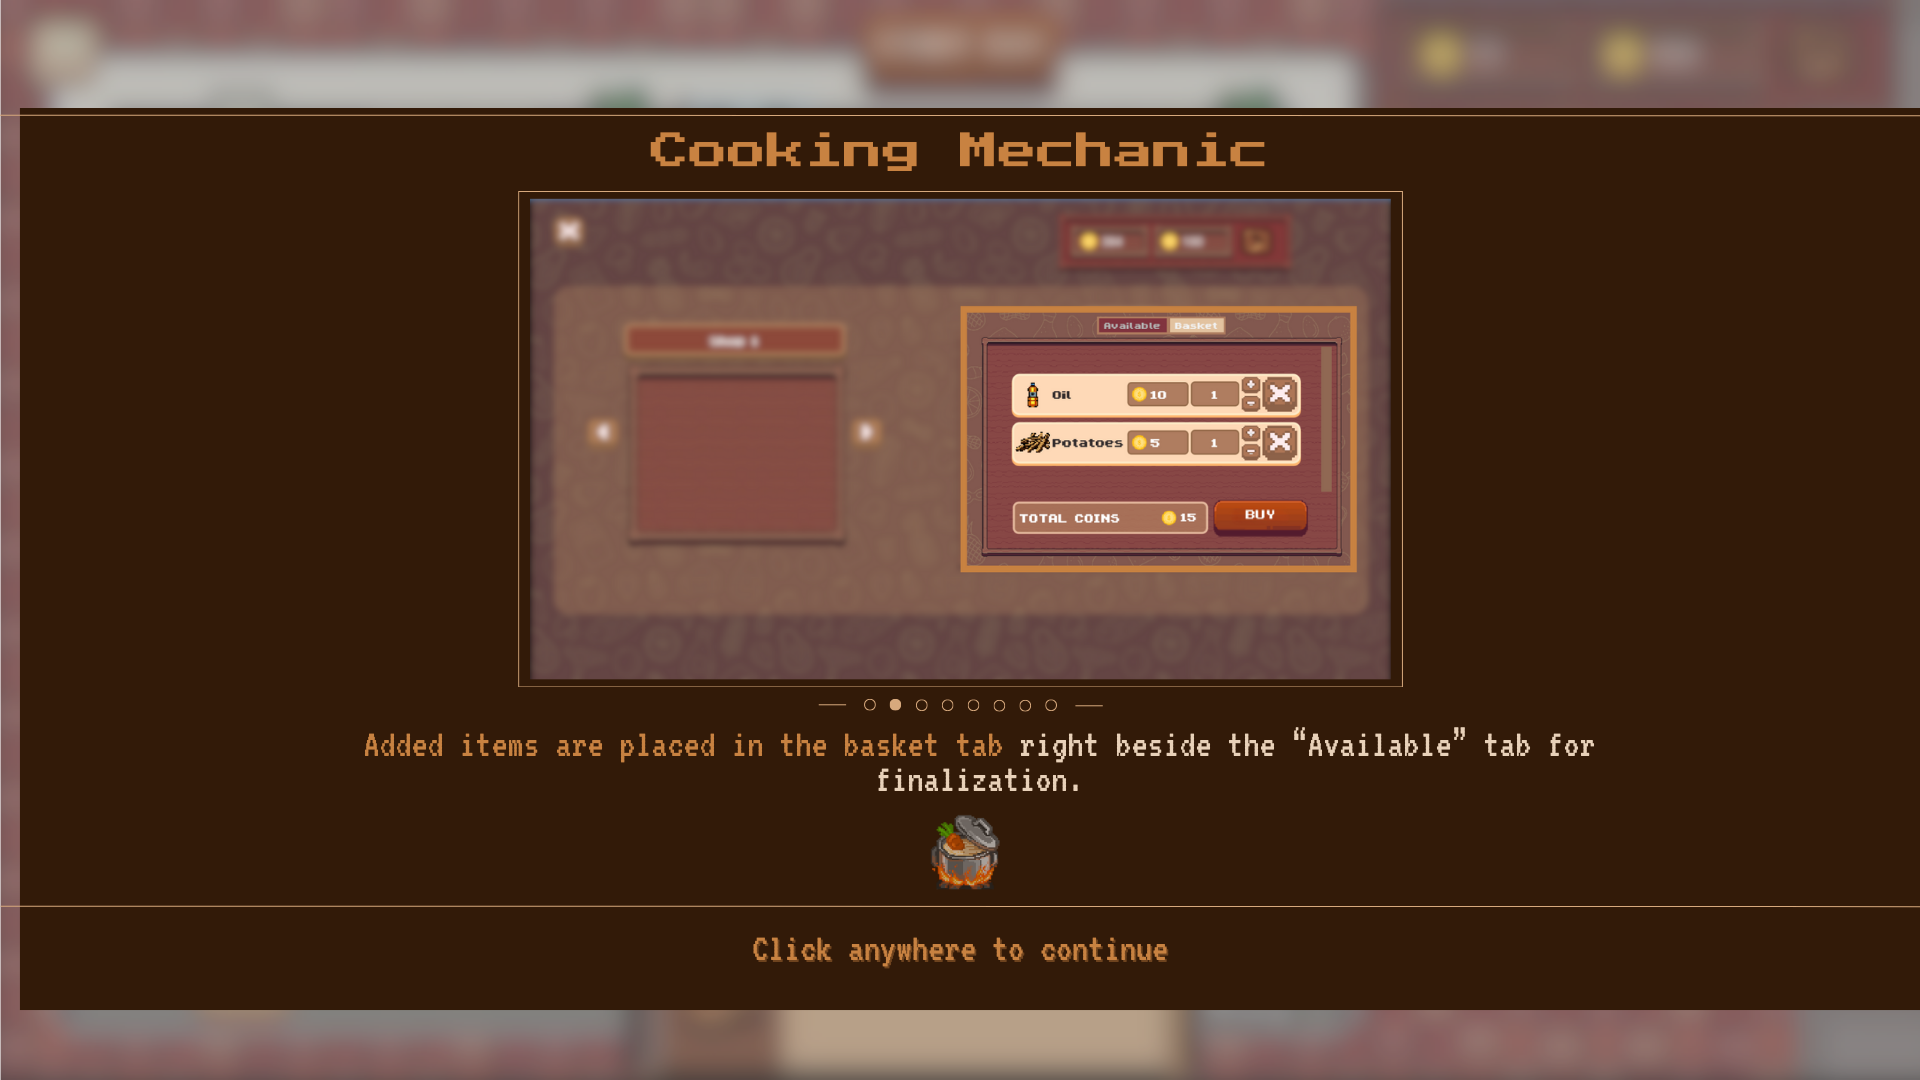 Cooking Mechanic
Available Basket
Oil 10 1 + -
Potatoes 5 1 + -
TOTAL COINS 15 BUY
Added items are placed in the basket tab right beside the “Available” tab for
finalization.
Click anywhere to continue